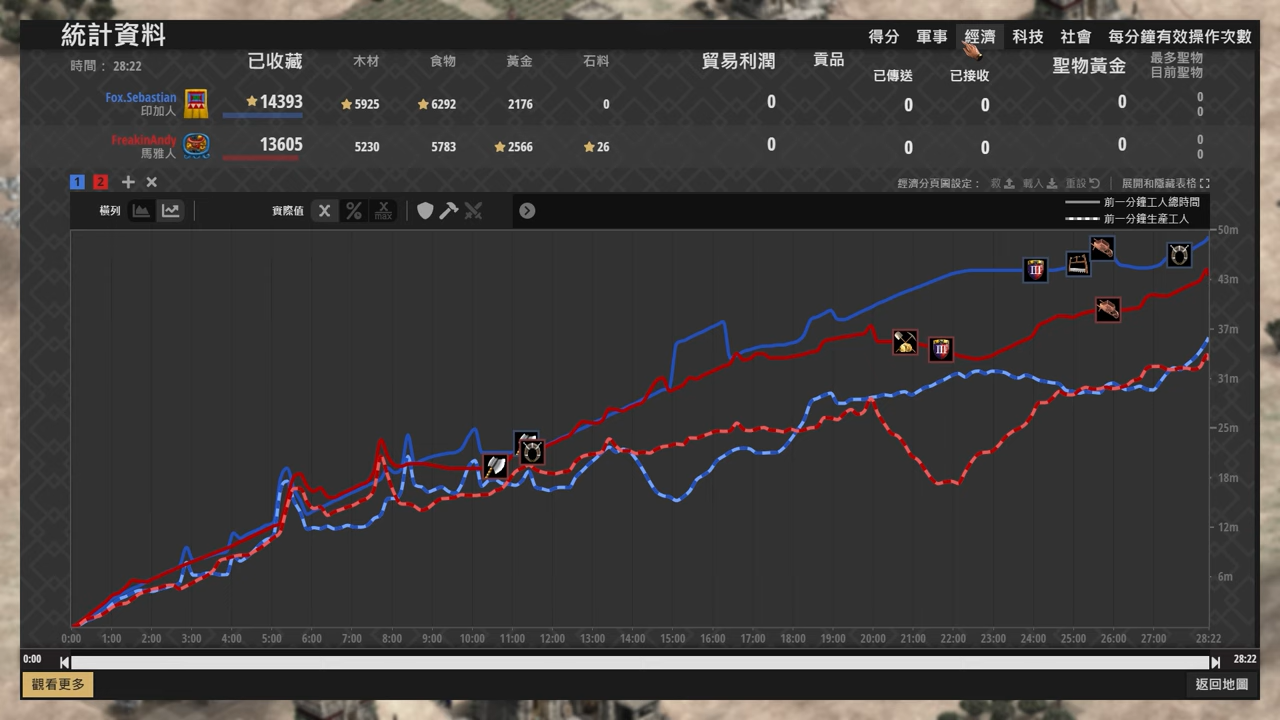 統計資料
得分 軍事 經濟 科技 社會 每分鐘有效操作次數
時間： 28:22
已收藏 木材 食物 黃金 石料 貿易利潤 貢品 已傳送 已接收 聖物黃金 最多聖物
目前聖物
Fox.Sebastian
印加人
14393 5925 6292 2176 0 0 0 0 0 0
0
FreakinAndy
馬雅人
13605 5230 5783 2566 26 0 0 0 0 0
0
1 2
經濟分頁圖設定： 載入 重設 展開和隱藏表格
橫列 實際值 X % X
max
前一分鐘工人總時間
前一分鐘生產工人
50m
43m
37m
31m
25m
18m
12m
6m
III
III
0:00 1:00 2:00 3:00 4:00 5:00 6:00 7:00 8:00 9:00 10:00 11:00 12:00 13:00 14:00 15:00 16:00 17:00 18:00 19:00 20:00 21:00 22:00 23:00 24:00 25:00 26:00 27:00 28:22
0:00 28:22
觀看更多 返回地圖